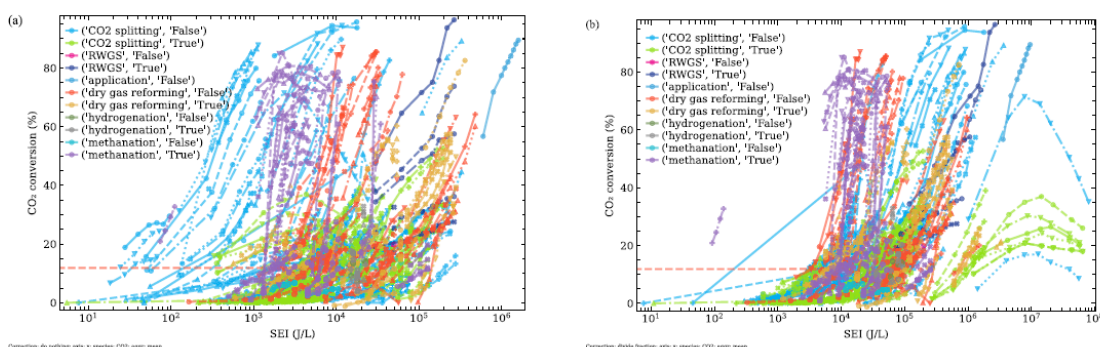 (a)
('CO2 splitting', 'False')
('CO2 splitting', 'True')
('RWGS', 'False')
('RWGS', 'True')
('application', 'False')
('dry gas reforming', 'False')
('dry gas reforming', 'True')
('hydrogenation', 'False')
('hydrogenation', 'True')
('methanation', 'False')
('methanation', 'True')
CO₂ conversion (%)
80
60
40
20
0
10¹ 10² 10³ 10⁴ 10⁵ 10⁶
SEI (J/L)
(b)
('CO2 splitting', 'False')
('CO2 splitting', 'True')
('RWGS', 'False')
('RWGS', 'True')
('application', 'False')
('dry gas reforming', 'False')
('dry gas reforming', 'True')
('hydrogenation', 'False')
('hydrogenation', 'True')
('methanation', 'False')
('methanation', 'True')
CO₂ conversion (%)
80
60
40
20
0
10¹ 10² 10³ 10⁴ 10⁵ 10⁶ 10⁷ 10⁸
SEI (J/L)